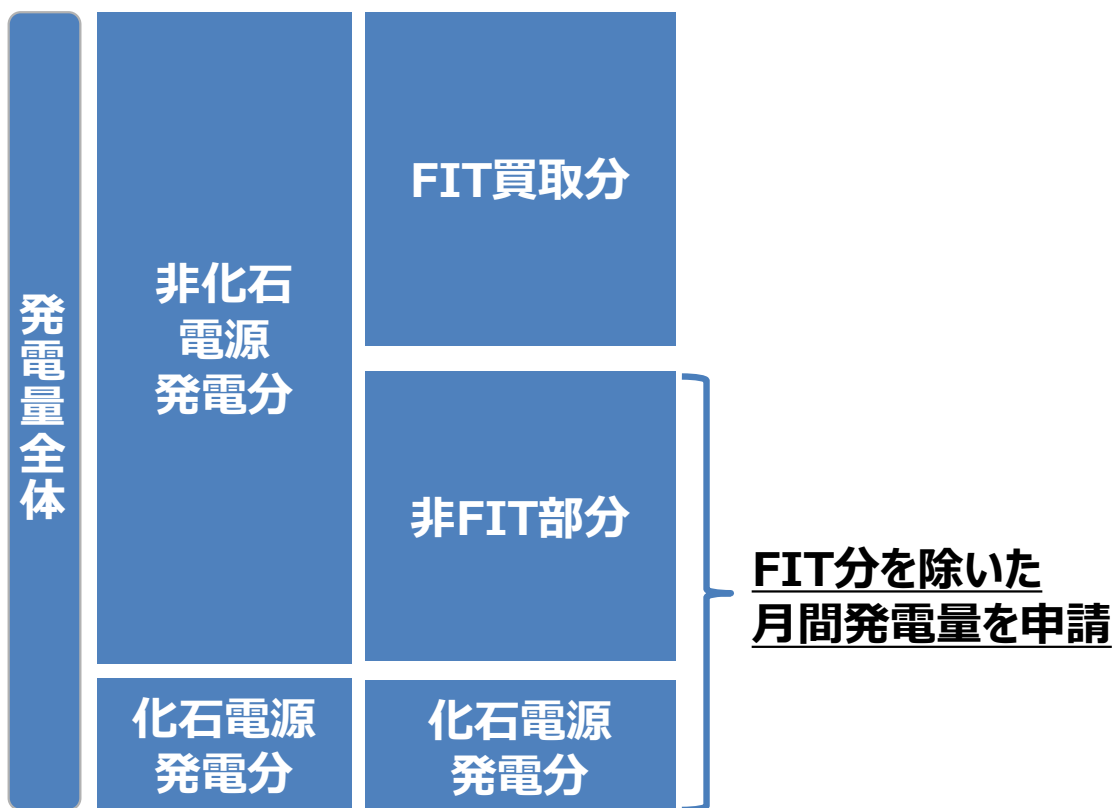 発電量全体
非化石
電源
発電分
FIT買取分
非FIT部分
FIT分を除いた
月間発電量を申請
化石電源
発電分
化石電源
発電分